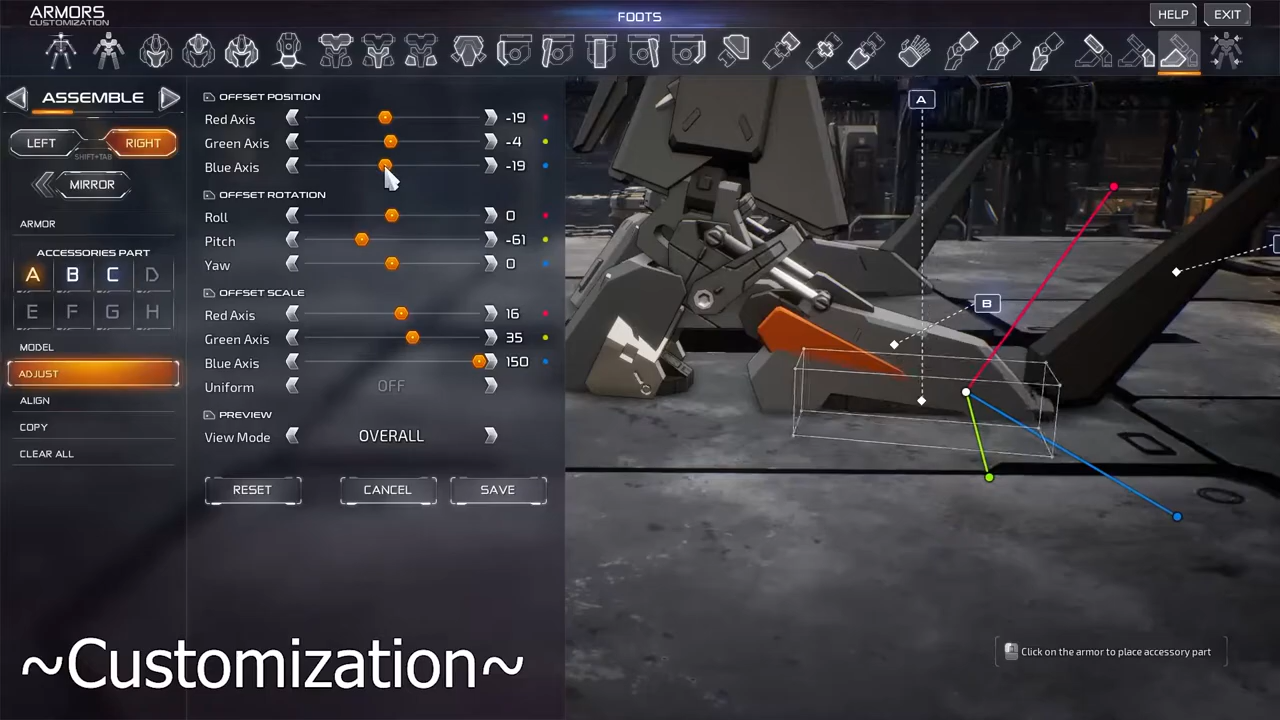 ARMORS
CUSTOMIZATION
FOOTS
HELP
EXIT
ASSEMBLE
LEFT
RIGHT
SHIFT+TAB
MIRROR
ARMOR
ACCESSORIES PART
A B C D
E F G H
MODEL
ADJUST
ALIGN
COPY
CLEAR ALL
OFFSET POSITION
Red Axis -19
Green Axis -4
Blue Axis -19
OFFSET ROTATION
Roll 0
Pitch -61
Yaw 0
OFFSET SCALE
Red Axis 16
Green Axis 35
Blue Axis 150
Uniform OFF
PREVIEW
View Mode OVERALL
RESET
CANCEL
SAVE
A
B
Click on the armor to place accessory part
~Customization~